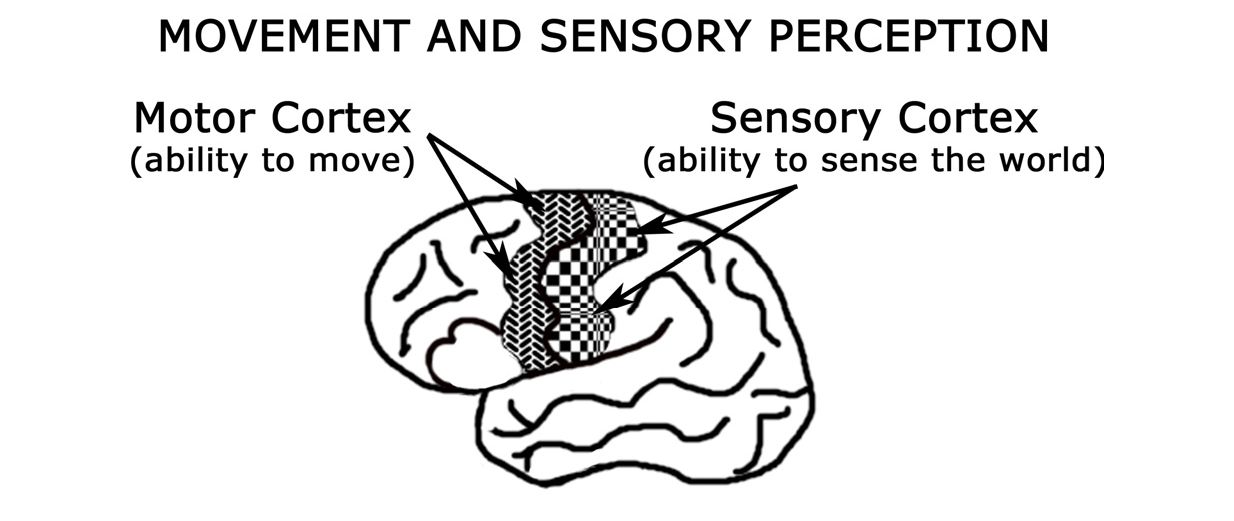 MOVEMENT AND SENSORY PERCEPTION
Motor Cortex
(ability to move)
Sensory Cortex
(ability to sense the world)